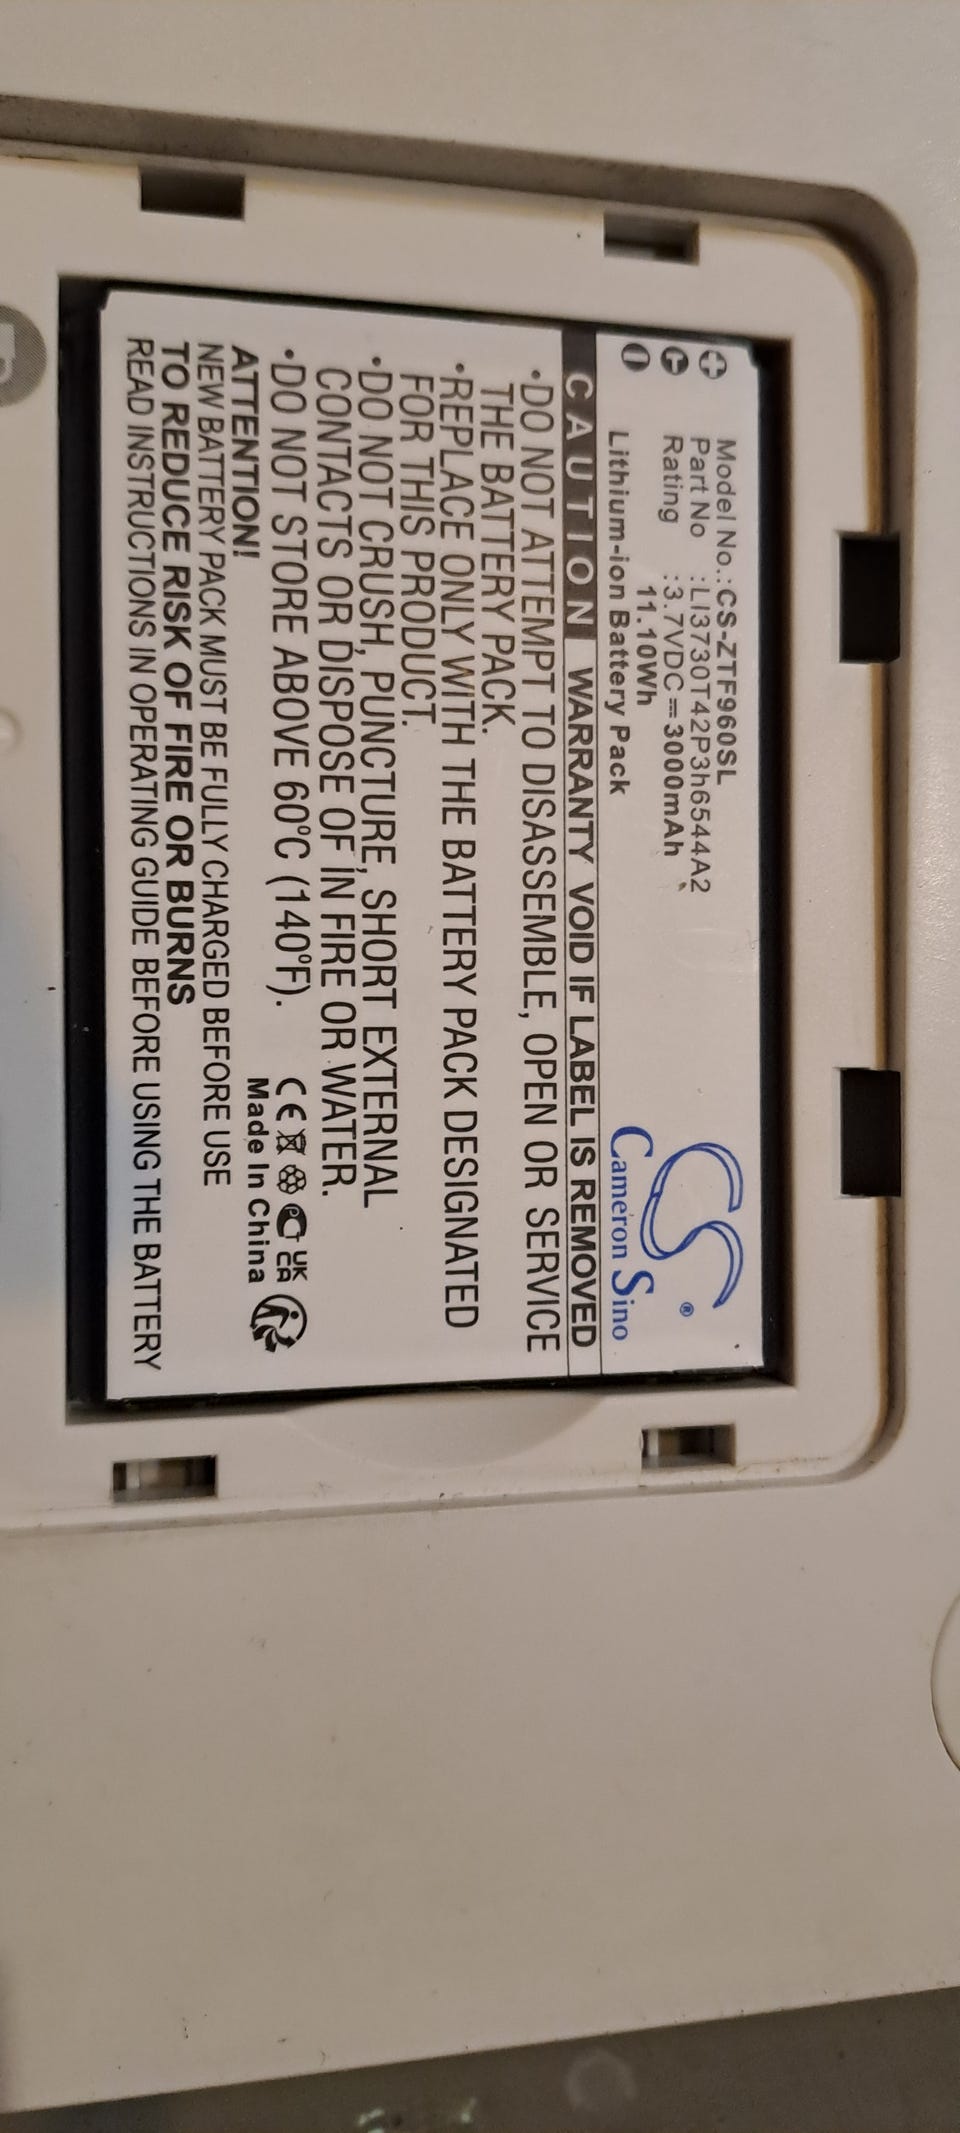 Model No.:CS-ZTF960SL
Part No :LI3730T42P3h6544A2
Rating :3.7VDC⎓3000mAh
11.10Wh
Lithium-ion Battery Pack
CS®
Cameron Sino
CAUTION WARRANTY VOID IF LABEL IS REMOVED
•DO NOT ATTEMPT TO DISASSEMBLE, OPEN OR SERVICE
THE BATTERY PACK.
•REPLACE ONLY WITH THE BATTERY PACK DESIGNATED
FOR THIS PRODUCT.
•DO NOT CRUSH, PUNCTURE, SHORT EXTERNAL
CONTACTS OR DISPOSE OF IN FIRE OR WATER.
•DO NOT STORE ABOVE 60°C (140°F).
CE UK CA
Made In China
ATTENTION!
NEW BATTERY PACK MUST BE FULLY CHARGED BEFORE USE
TO REDUCE RISK OF FIRE OR BURNS
READ INSTRUCTIONS IN OPERATING GUIDE BEFORE USING THE BATTERY